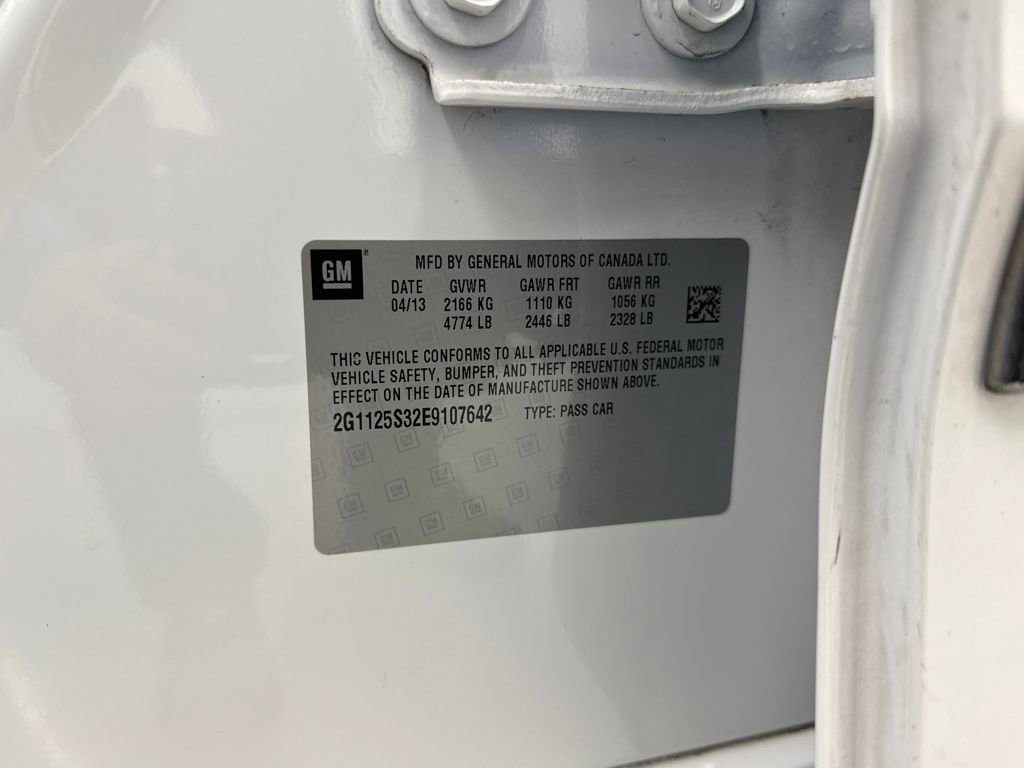 GM®
MFD BY GENERAL MOTORS OF CANADA LTD.
DATE GVWR GAWR FRT GAWR RR
04/13 2166 KG 1110 KG 1056 KG
4774 LB 2446 LB 2328 LB
THIS VEHICLE CONFORMS TO ALL APPLICABLE U.S. FEDERAL MOTOR
VEHICLE SAFETY, BUMPER, AND THEFT PREVENTION STANDARDS IN
EFFECT ON THE DATE OF MANUFACTURE SHOWN ABOVE.
2G1125S32E9107642 TYPE: PASS CAR